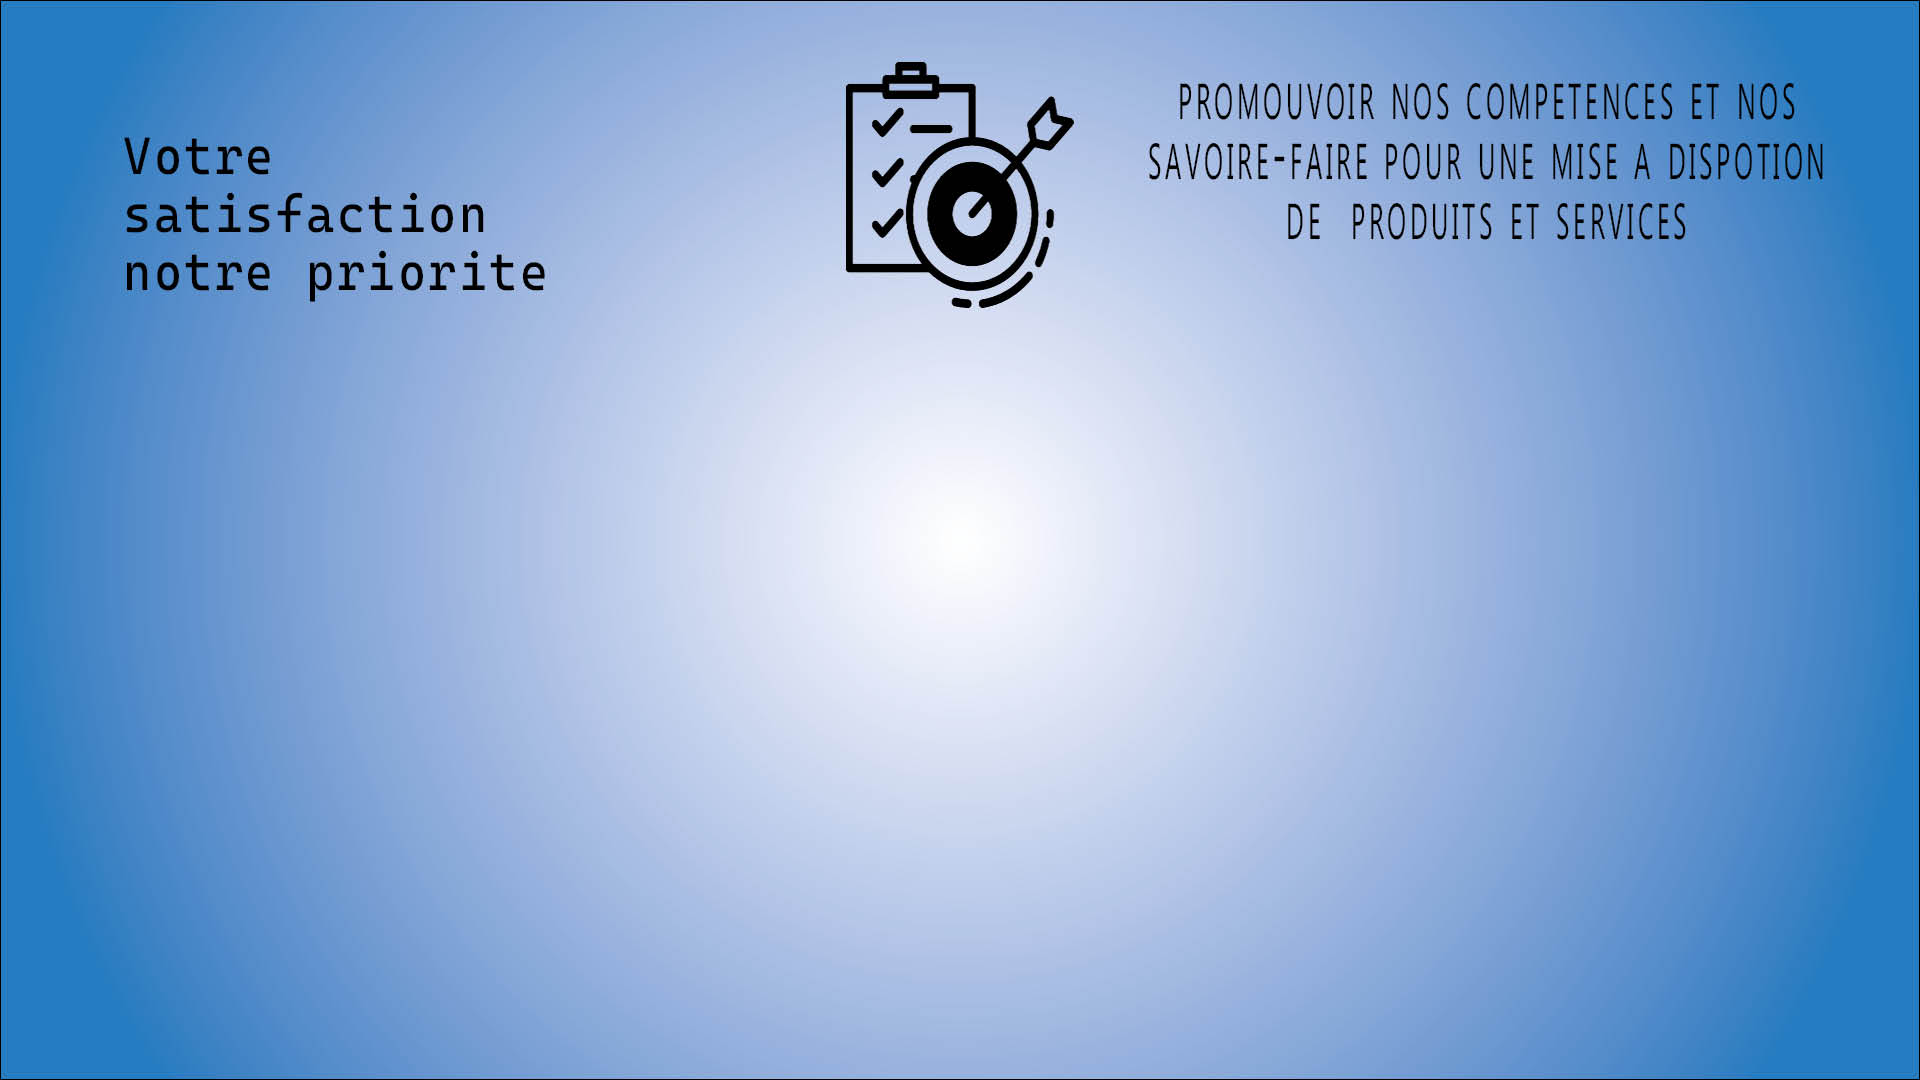 Votre
satisfaction
notre priorite
PROMOUVOIR NOS COMPETENCES ET NOS
SAVOIRE-FAIRE POUR UNE MISE A DISPOTION
DE PRODUITS ET SERVICES